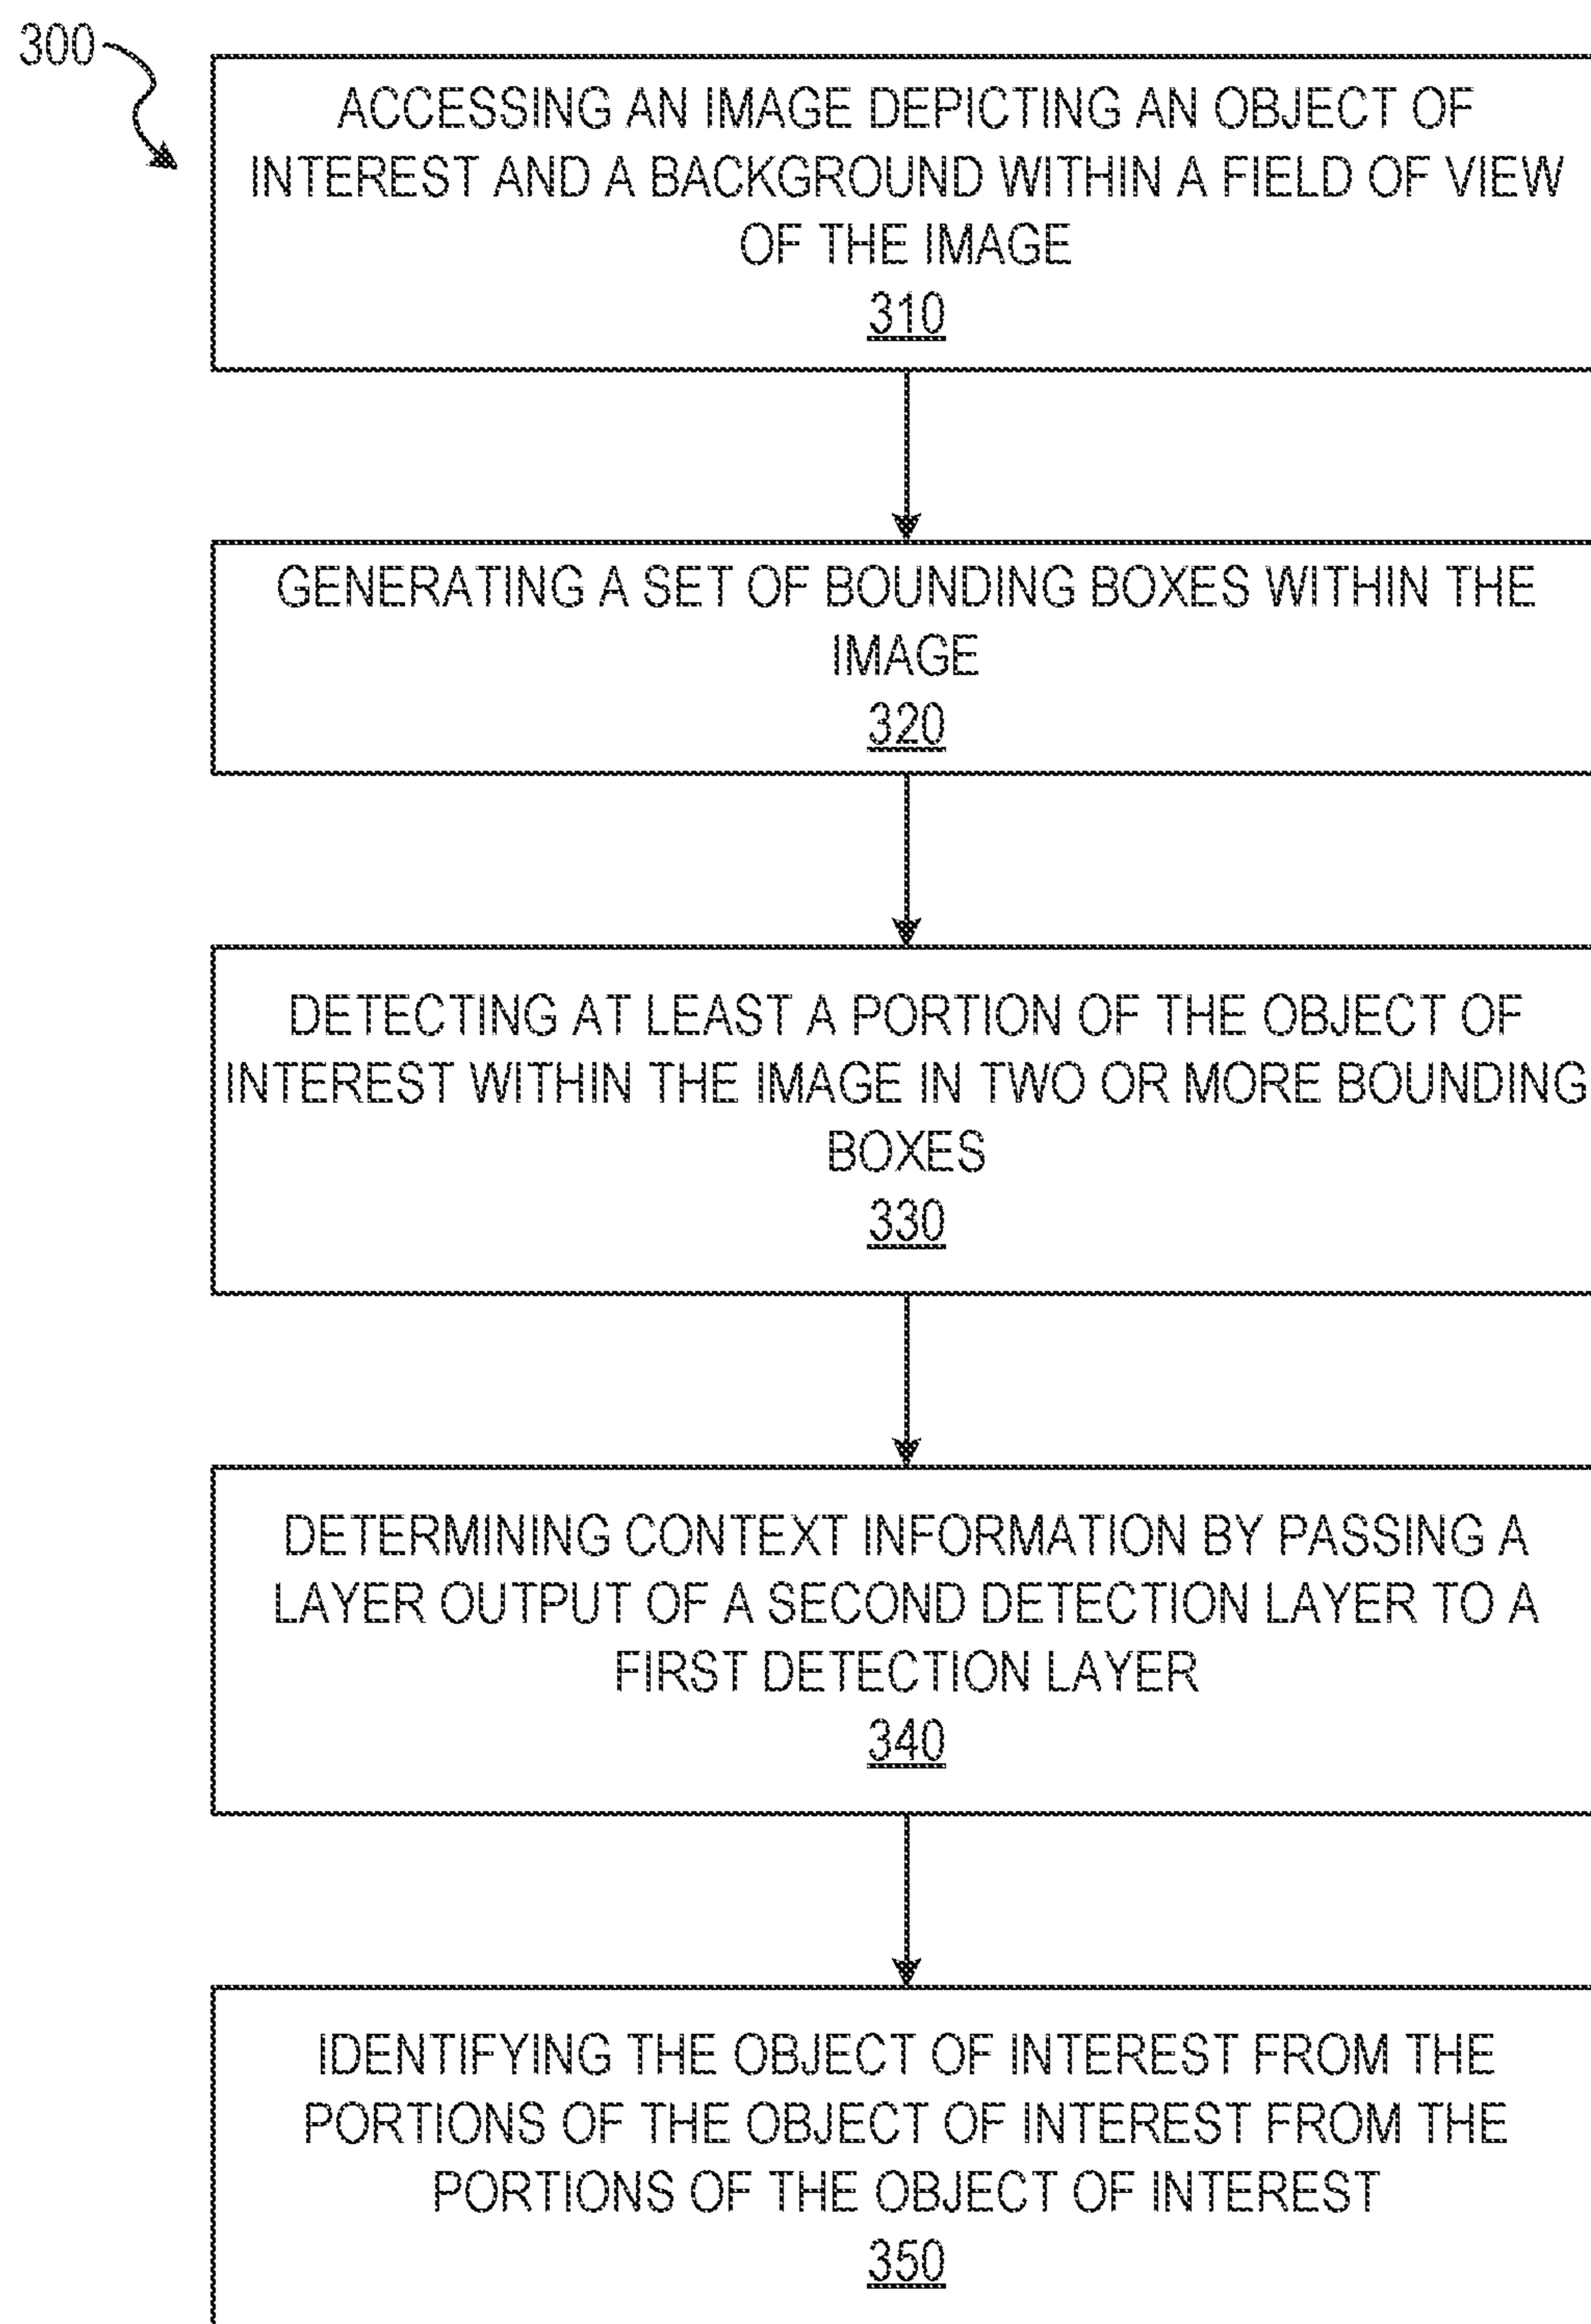 300
ACCESSING AN IMAGE DEPICTING AN OBJECT OF
INTEREST AND A BACKGROUND WITHIN A FIELD OF VIEW
OF THE IMAGE
310
GENERATING A SET OF BOUNDING BOXES WITHIN THE
IMAGE
320
DETECTING AT LEAST A PORTION OF THE OBJECT OF
INTEREST WITHIN THE IMAGE IN TWO OR MORE BOUNDING
BOXES
330
DETERMINING CONTEXT INFORMATION BY PASSING A
LAYER OUTPUT OF A SECOND DETECTION LAYER TO A
FIRST DETECTION LAYER
340
IDENTIFYING THE OBJECT OF INTEREST FROM THE
PORTIONS OF THE OBJECT OF INTEREST FROM THE
PORTIONS OF THE OBJECT OF INTEREST
350